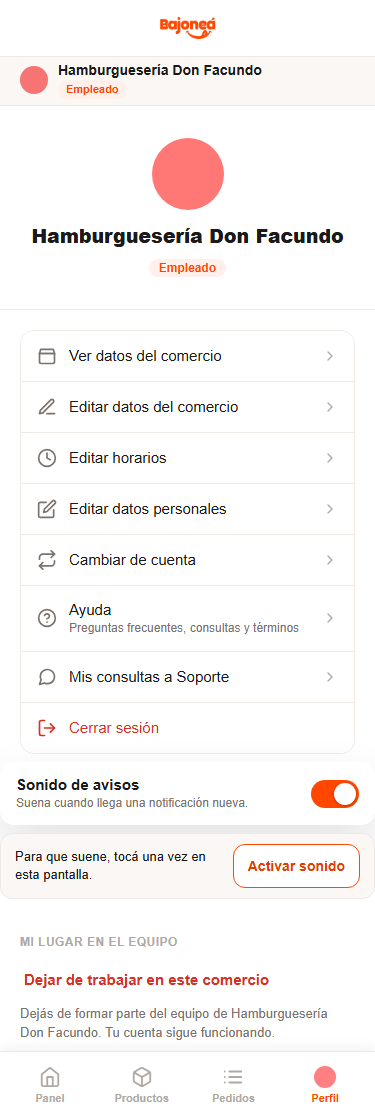 Bajoneá
Hamburguesería Don Facundo
Empleado
Hamburguesería Don Facundo
Empleado
Ver datos del comercio
Editar datos del comercio
Editar horarios
Editar datos personales
Cambiar de cuenta
Ayuda
Preguntas frecuentes, consultas y términos
Mis consultas a Soporte
Cerrar sesión
Sonido de avisos
Suena cuando llega una notificación nueva.
Para que suene, tocá una vez en
esta pantalla.
Activar sonido
MI LUGAR EN EL EQUIPO
Dejar de trabajar en este comercio
Dejás de formar parte del equipo de Hamburguesería
Don Facundo. Tu cuenta sigue funcionando.
Panel
Productos
Pedidos
Perfil